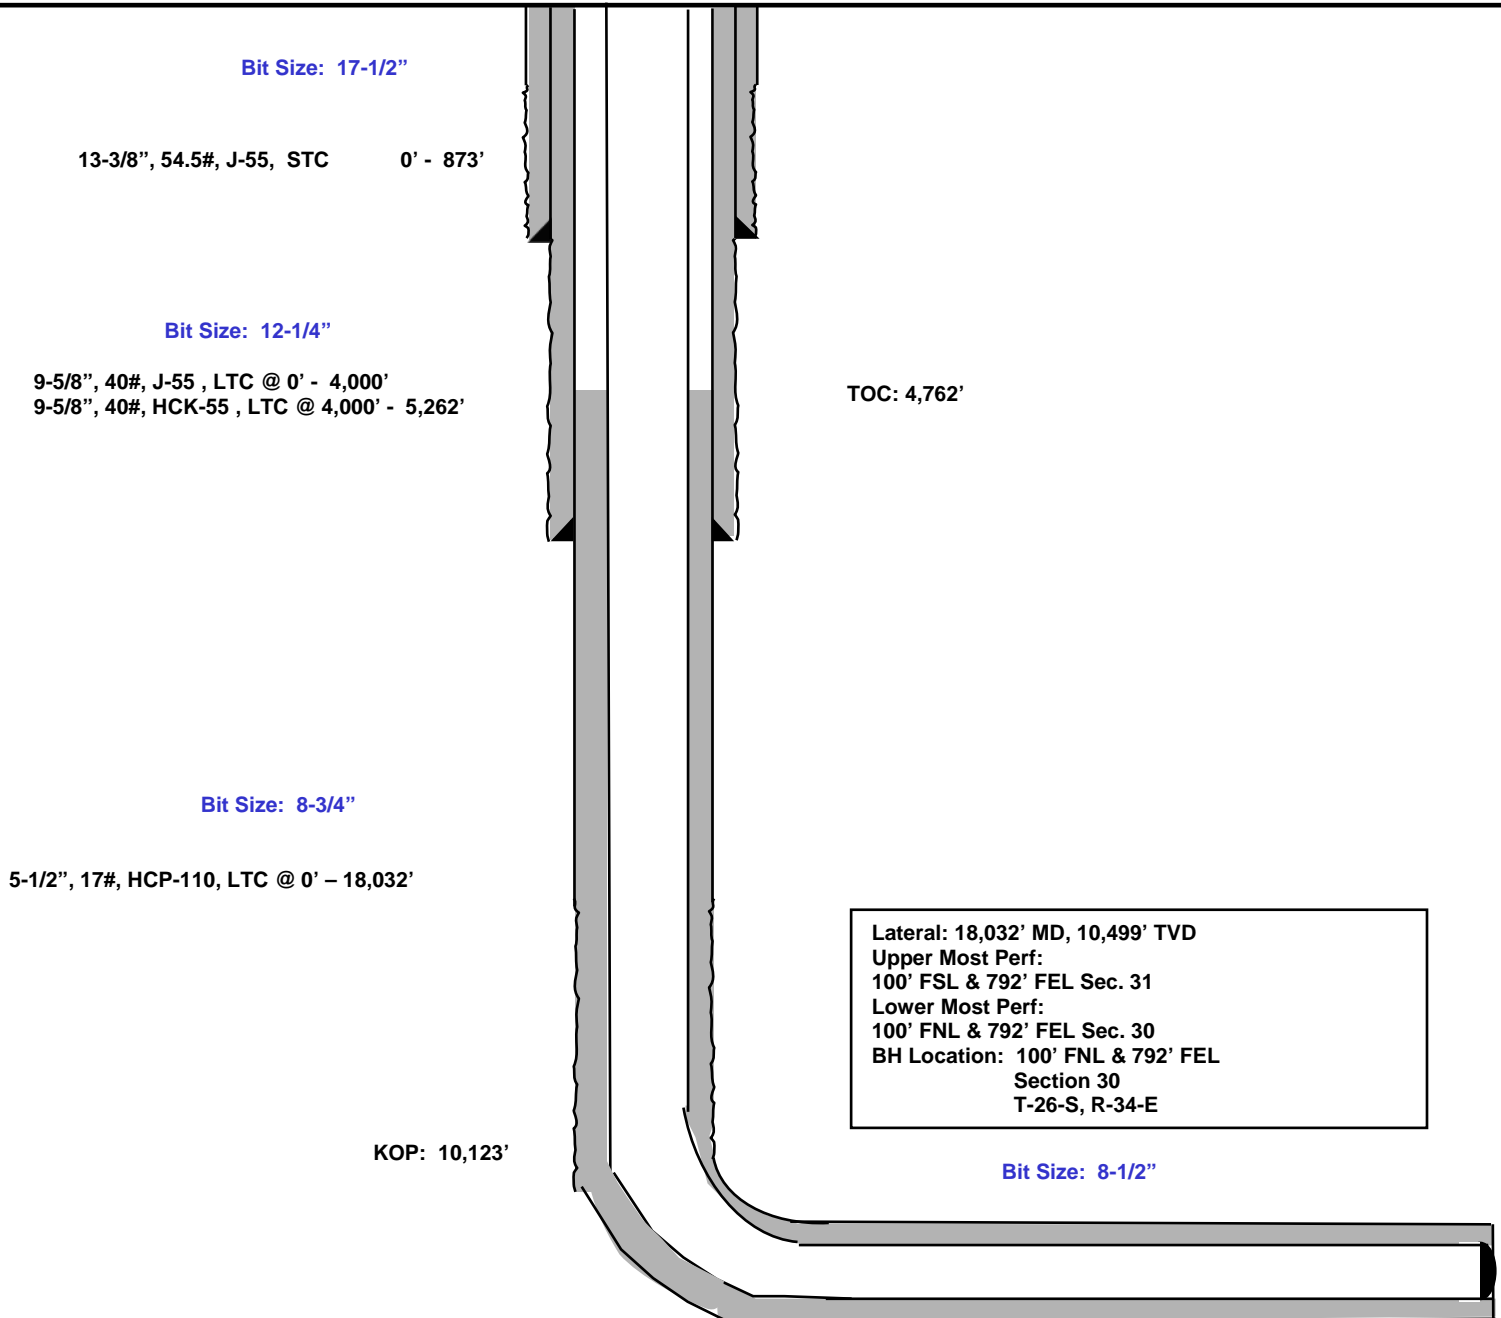 Bit Size: 17-1/2”
13-3/8”, 54.5#, J-55, STC 0’ - 873’
Bit Size: 12-1/4”
9-5/8”, 40#, J-55 , LTC @ 0’ - 4,000’
9-5/8”, 40#, HCK-55 , LTC @ 4,000’ - 5,262’
TOC: 4,762’
Bit Size: 8-3/4”
5-1/2”, 17#, HCP-110, LTC @ 0’ – 18,032’
Lateral: 18,032’ MD, 10,499’ TVD
Upper Most Perf:
100’ FSL & 792’ FEL Sec. 31
Lower Most Perf:
100’ FNL & 792’ FEL Sec. 30
BH Location: 100’ FNL & 792’ FEL
Section 30
T-26-S, R-34-E
KOP: 10,123’
Bit Size: 8-1/2”